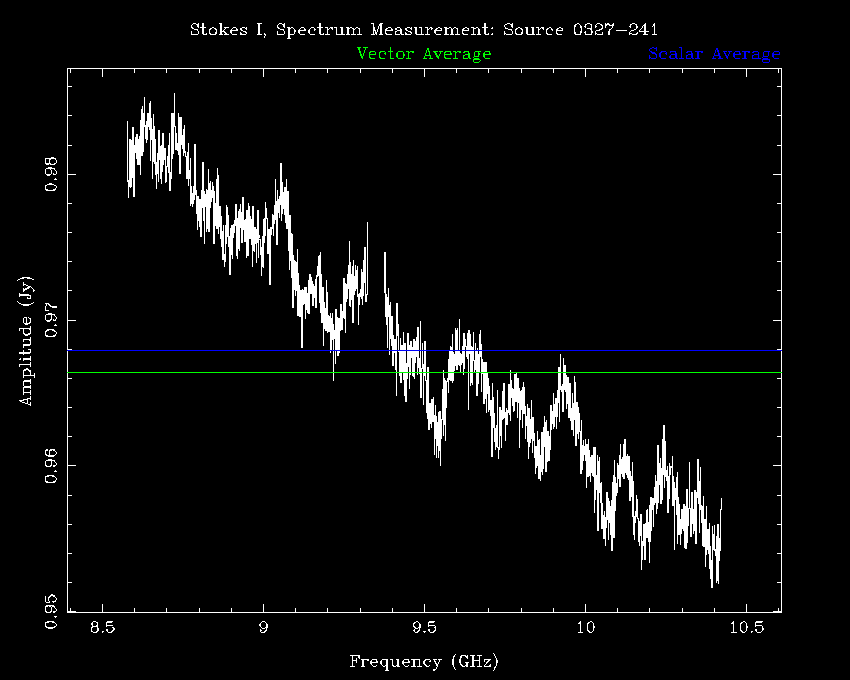 Stokes I, Spectrum Measurement: Source 0327-241
Vector Average Scalar Average
0.98
0.97
0.96
0.95
Amplitude (Jy)
8.5 9 9.5 10 10.5
Frequency (GHz)